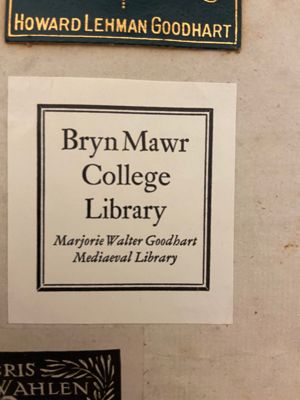 HOWARD LEHMAN GOODHART
Bryn Mawr
College
Library
Marjorie Walter Goodhart
Mediaeval Library
BRIS
WAHLEN